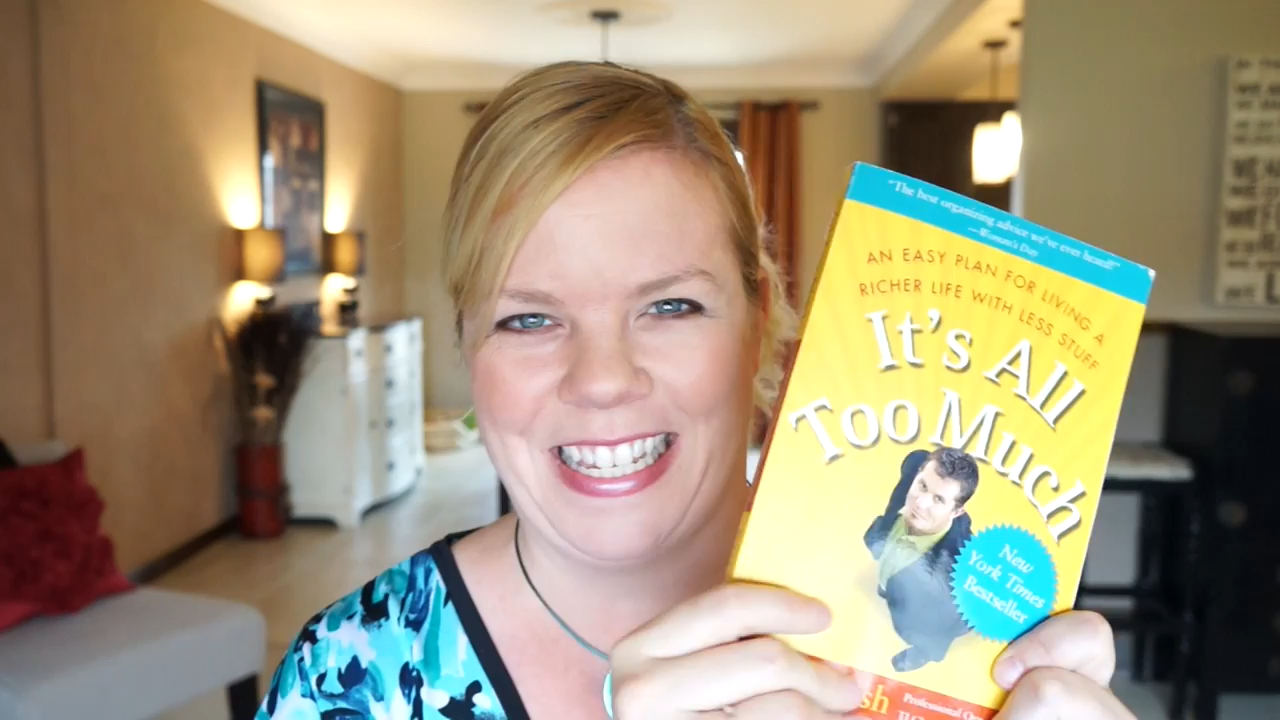 "The best organizing advice we've ever heard!"
—Woman's Day
AN EASY PLAN FOR LIVING A
RICHER LIFE WITH LESS STUFF
It's All
Too Much
New
York Times
Bestseller
Professional